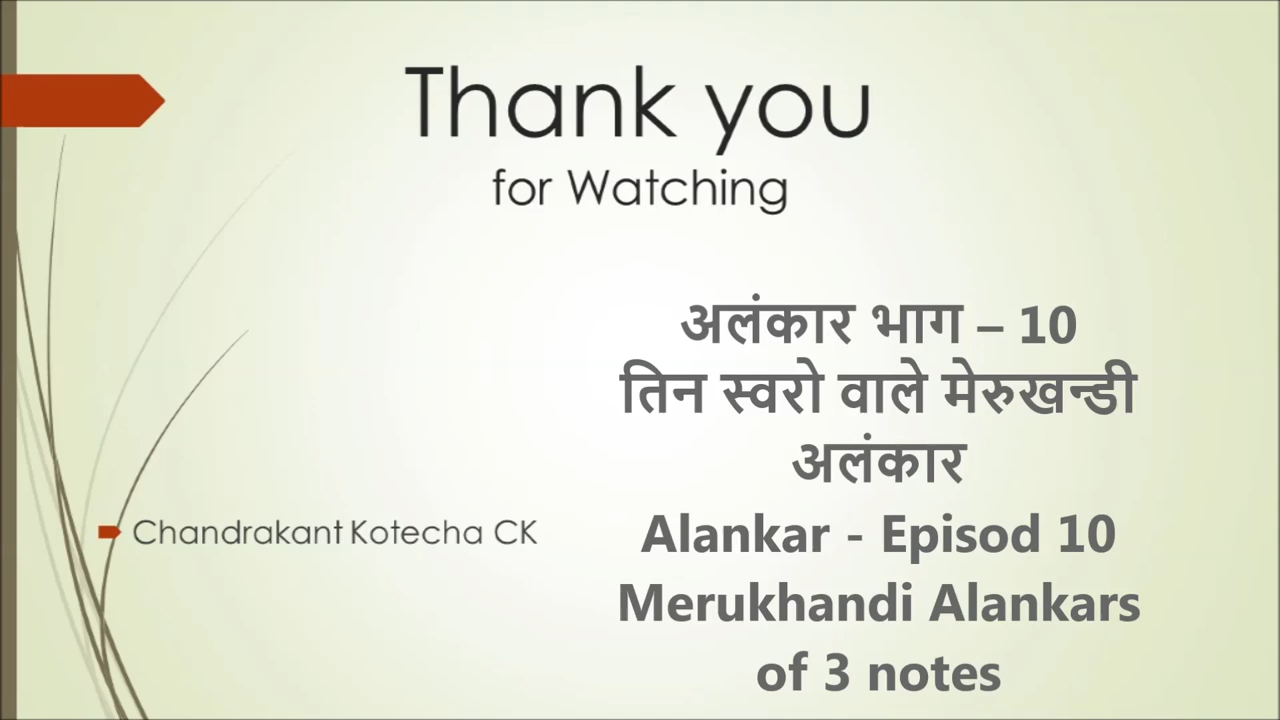 Thank you
for Watching
अलंकार भाग – 10
तिन स्वरो वाले मेरुखन्डी
अलंकार
Alankar - Episod 10
Merukhandi Alankars
of 3 notes
Chandrakant Kotecha CK